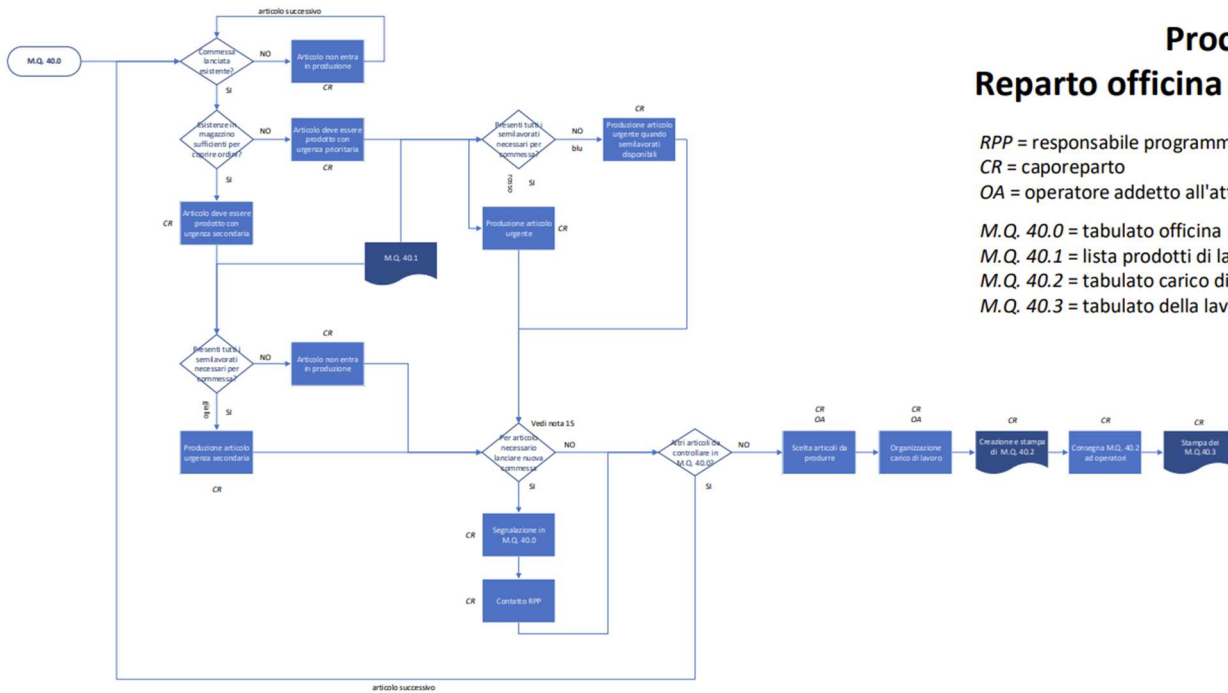 articolo successivo
M.Q. 40.0
Commessa
lanciata
esistente?
NO
Articolo non entra
in produzione
CR
SI
Esistenze in
magazzino
sufficienti per
coprire ordini?
NO
Articolo deve essere
prodotto con
urgenza prioritaria
CR
SI
CR
Articolo deve essere
prodotto con
urgenza secondaria
M.Q. 40.1
Presenti tutti i
semilavorati
necessari per
commessa?
NO
blu
CR
Produzione articolo
urgente quando
semilavorati
disponibili
rosso
SI
Produzione articolo
urgente
CR
Presenti tutti i
semilavorati
necessari per
commessa?
NO
CR
Articolo non entra
in produzione
giallo
SI
Produzione articolo
urgenza secondaria
CR
Vedi nota 15
Per articolo
necessario
lanciare nuova
commessa
NO
SI
CR
Segnalazione in
M.Q. 40.0
CR
Contatto RPP
Altri articoli da
controllare in
M.Q. 40.0?
NO
SI
articolo successivo
CR
OA
Scelta articoli da
produrre
CR
OA
Organizzazione
carico di lavoro
CR
Creazione e stampa
di M.Q. 40.2
CR
Consegna M.Q. 40.2
ad operatori
CR
Stampa dei
M.Q.40.3
Proc
Reparto officina
RPP = responsabile programm
CR = caporeparto
OA = operatore addetto all'att
M.Q. 40.0 = tabulato officina
M.Q. 40.1 = lista prodotti di la
M.Q. 40.2 = tabulato carico di
M.Q. 40.3 = tabulato della lav